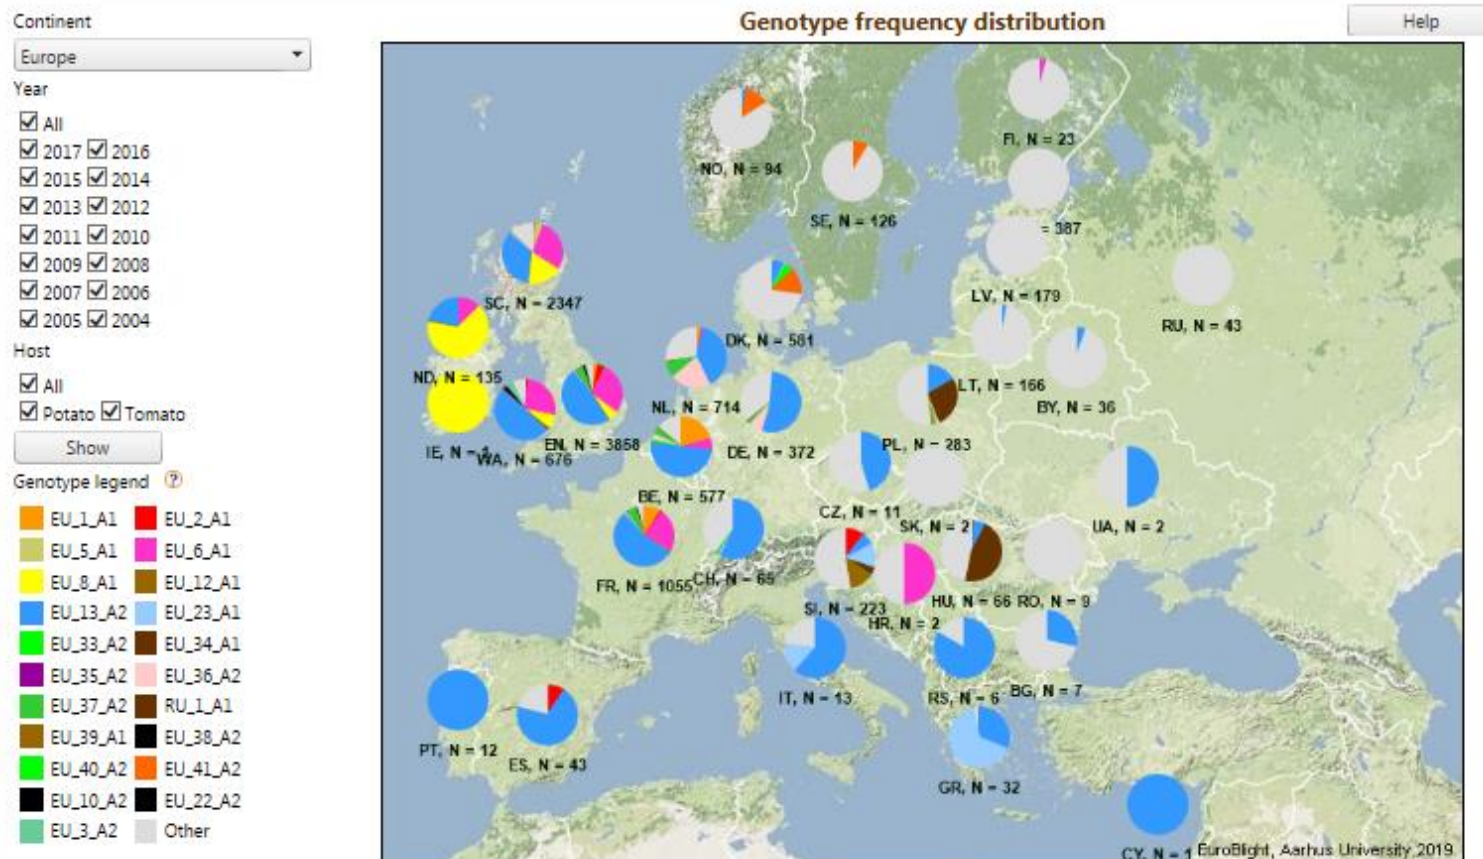 Continent
Genotype frequency distribution
Help
Europe
Year
All
2017 2016
2015 2014
2013 2012
2011 2010
2009 2008
2007 2006
2005 2004
Host
All
Potato Tomato
Show
Genotype legend ?
EU_1_A1 EU_2_A1
EU_5_A1 EU_6_A1
EU_8_A1 EU_12_A1
EU_13_A2 EU_23_A1
EU_33_A2 EU_34_A1
EU_35_A2 EU_36_A2
EU_37_A2 RU_1_A1
EU_39_A1 EU_38_A2
EU_40_A2 EU_41_A2
EU_10_A2 EU_22_A2
EU_3_A2 Other
FI, N = 23
NO, N = 94
SE, N = 126
= 387
LV, N = 179
SC, N = 2347
RU, N = 43
DK, N = 581
ND, N = 135
LT, N = 166
BY, N = 36
NL, N = 714
EN, N = 3858
DE, N = 372
PL, N = 283
IE, N =
WA, N = 676
BE, N = 577
CZ, N = 11
SK, N = 2
UA, N = 2
FR, N = 1055
CH, N = 65
SI, N = 223
HR, N = 2
HU, N = 66
RO, N = 9
IT, N = 13
RS, N = 6
BG, N = 7
PT, N = 12
ES, N = 43
GR, N = 32
CY, N = 1
EuroBlight, Aarhus University 2019